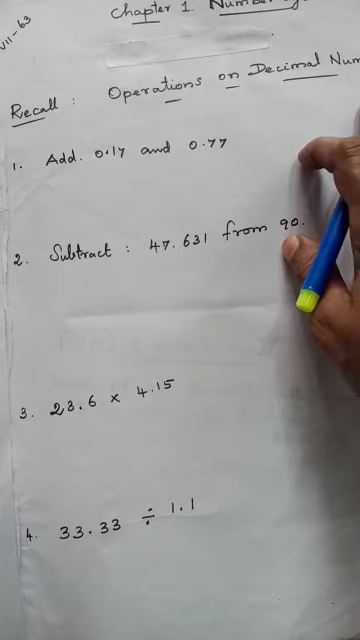 VII-63
Chapter 1. Number
Recall : Operations on Decimal Num
1. Add. 0.17 and 0.77
2. Subtract : 47.631 from 90.
3. 23.6 x 4.15
4. 33.33 ÷ 1.1